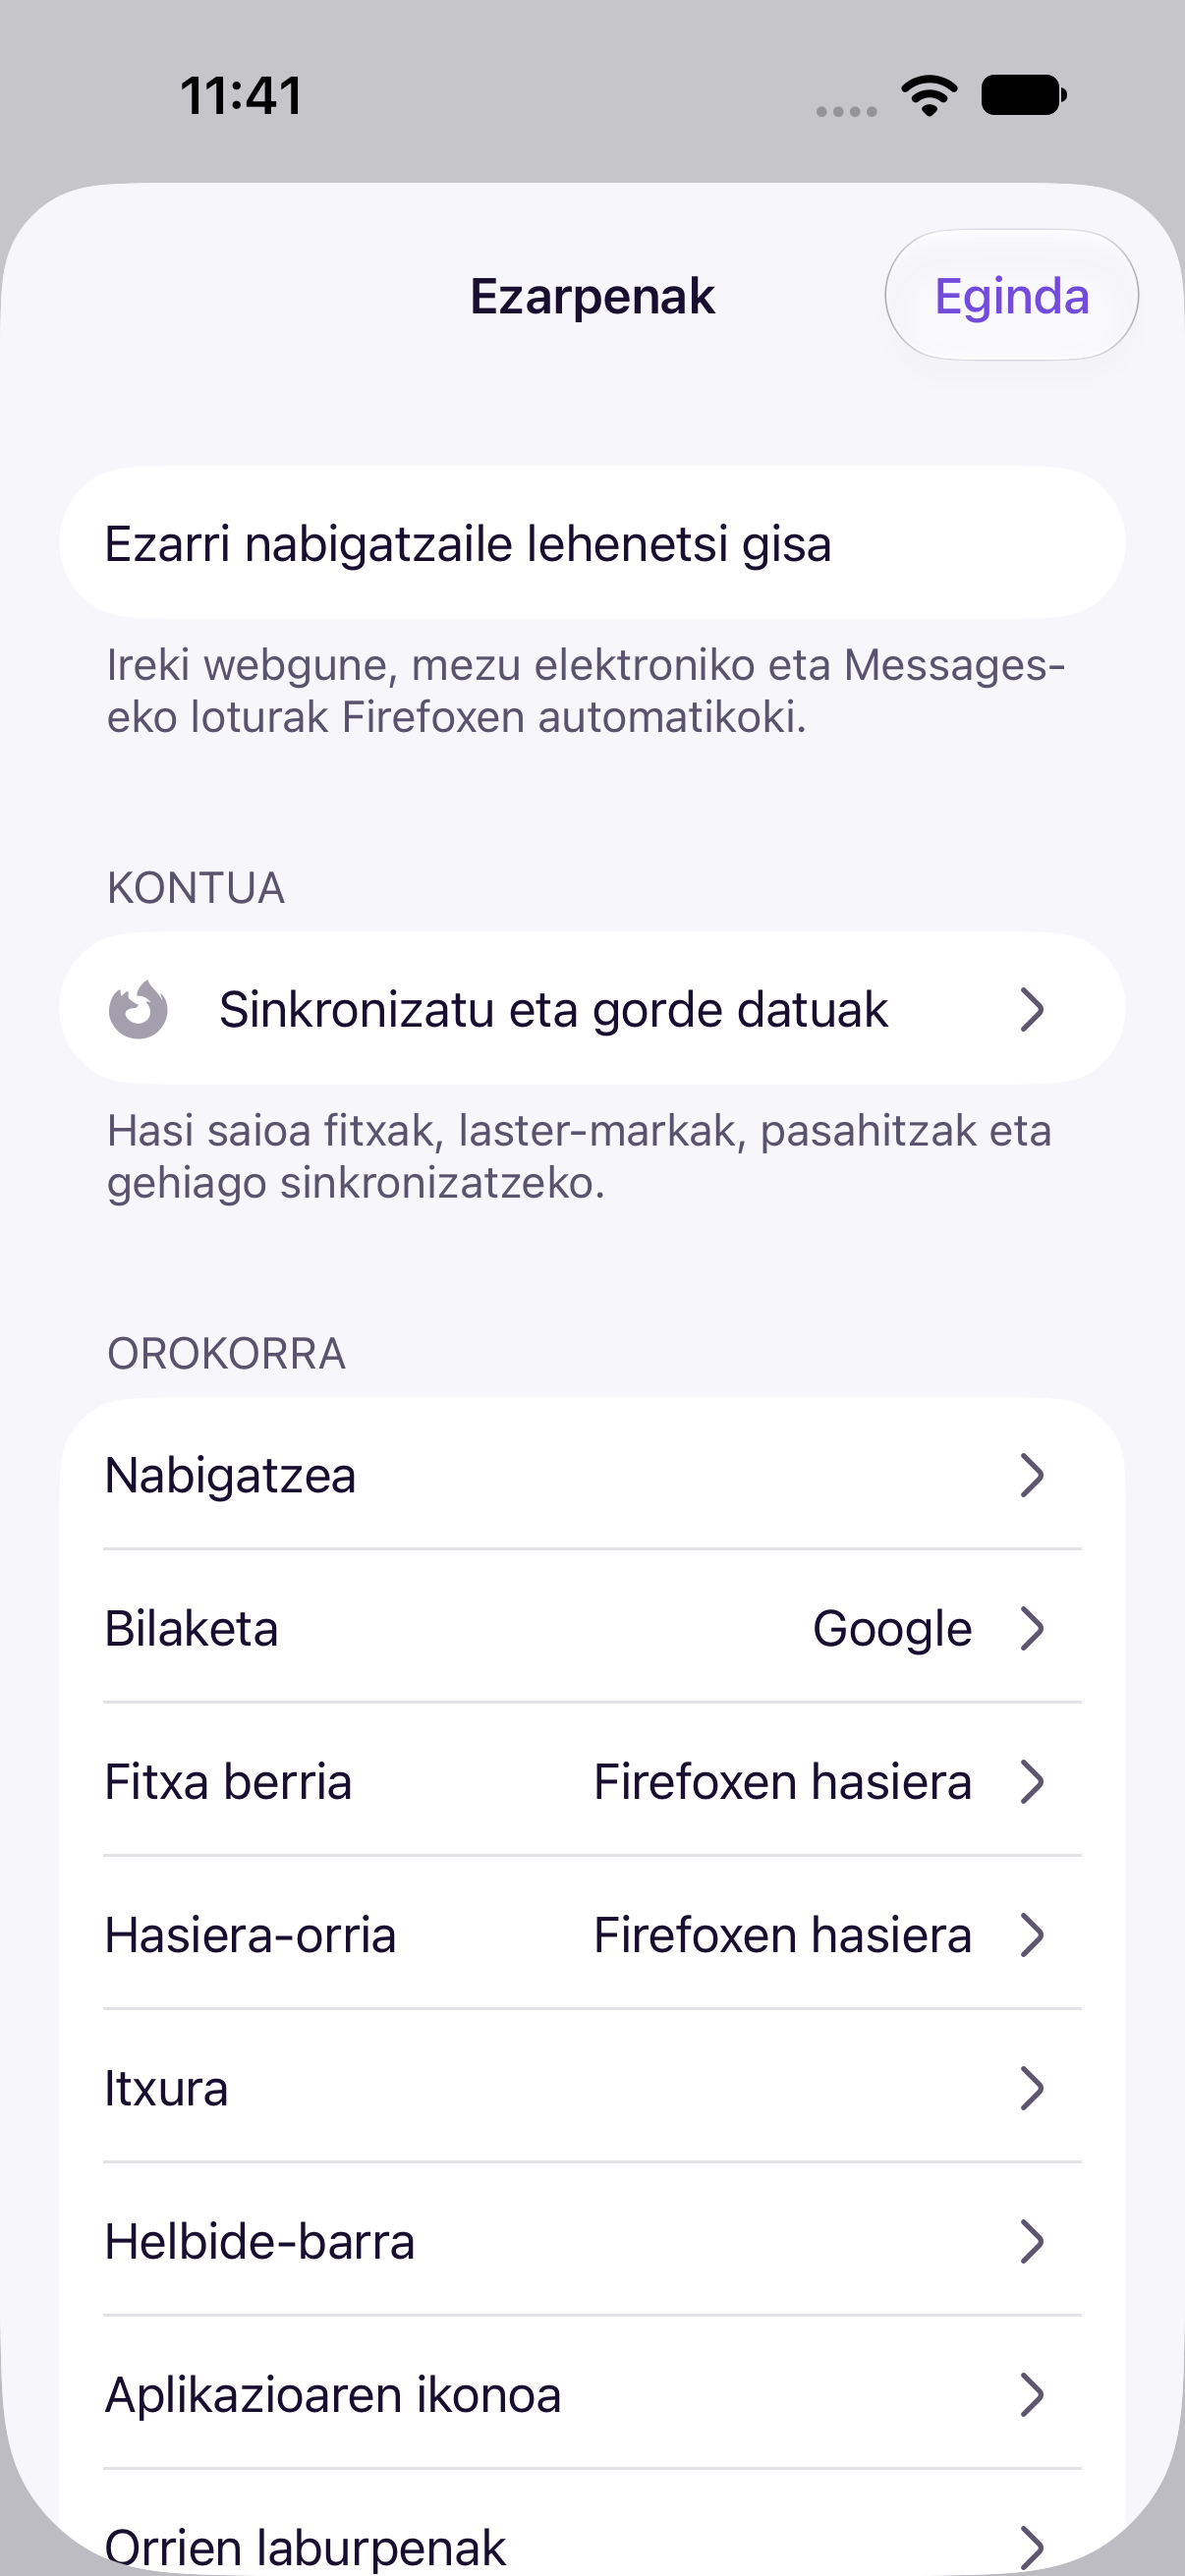 11:41
Ezarpenak
Eginda
Ezarri nabigatzaile lehenetsi gisa
Ireki webgune, mezu elektroniko eta Messages-
eko loturak Firefoxen automatikoki.
KONTUA
Sinkronizatu eta gorde datuak
Hasi saioa fitxak, laster-markak, pasahitzak eta
gehiago sinkronizatzeko.
OROKORRA
Nabigatzea
Bilaketa Google
Fitxa berria Firefoxen hasiera
Hasiera-orria Firefoxen hasiera
Itxura
Helbide-barra
Aplikazioaren ikonoa
Orrien laburpenak